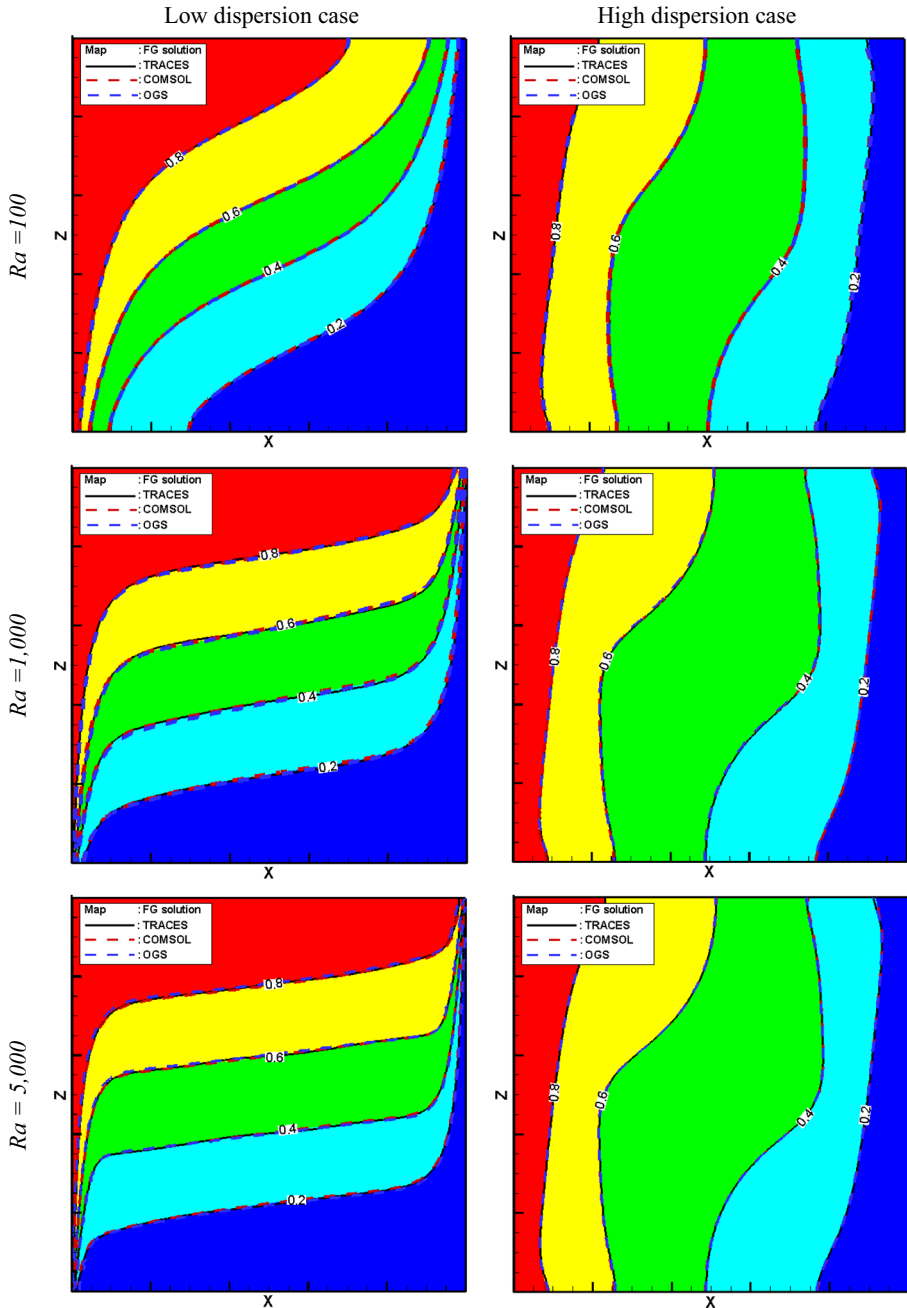 Low dispersion case
High dispersion case
Ra =100
Map : FG solution
: TRACES
: COMSOL
: OGS
0.8
0.6
0.4
0.2
Z
X
Map : FG solution
: TRACES
: COMSOL
: OGS
0.8
0.6
0.4
0.2
Z
X
Ra =1,000
Map : FG solution
: TRACES
: COMSOL
: OGS
0.8
0.6
0.4
0.2
Z
X
Map : FG solution
: TRACES
: COMSOL
: OGS
0.8
0.6
0.4
0.2
Z
X
Ra = 5,000
Map : FG solution
: TRACES
: COMSOL
: OGS
0.8
0.6
0.4
0.2
Z
X
Map : FG solution
: TRACES
: COMSOL
: OGS
0.8
0.6
0.4
0.2
Z
X